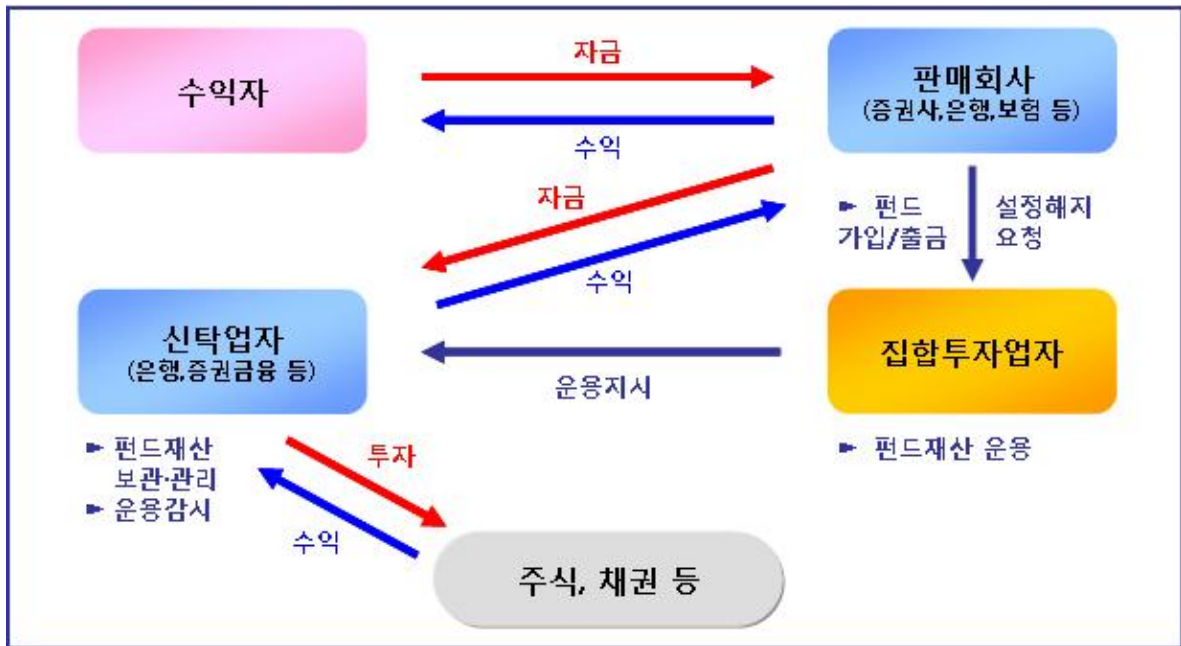 자금
수익자
판매회사
(증권사,은행,보험 등)
수익
자금
► 펀드
가입/출금
설정해지
요청
수익
신탁업자
(은행,증권금융 등)
집합투자업자
운용지시
► 펀드재산
보관·관리
► 운용감시
투자
► 펀드재산 운용
수익
주식, 채권 등